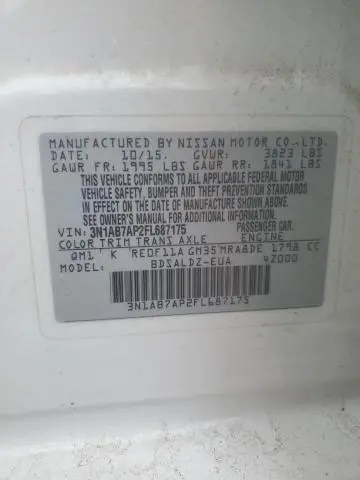 MANUFACTURED BY NISSAN MOTOR CO.,LTD.
DATE: 10/15. GVWR: 3823 LBS
GAWR FR: 1995 LBS GAWR RR: 1841 LBS
THIS VEHICLE CONFORMS TO ALL APPLICABLE FEDERAL MOTOR
VEHICLE SAFETY, BUMPER, AND THEFT PREVENTION STANDARDS
IN EFFECT ON THE DATE OF MANUFACTURE SHOWN ABOVE.
SEE OWNER'S MANUAL FOR ADDITIONAL INFORMATION.
VIN: 3N1AB7AP2FL687175 PASSENGER CAR.
COLOR TRIM TRANS AXLE ENGINE
QM1 K RE0F11A GM35 MRA8DE 1798 CC
MODEL: BDSALDZ-EUA 4Z000
3N1AB7AP2FL687175